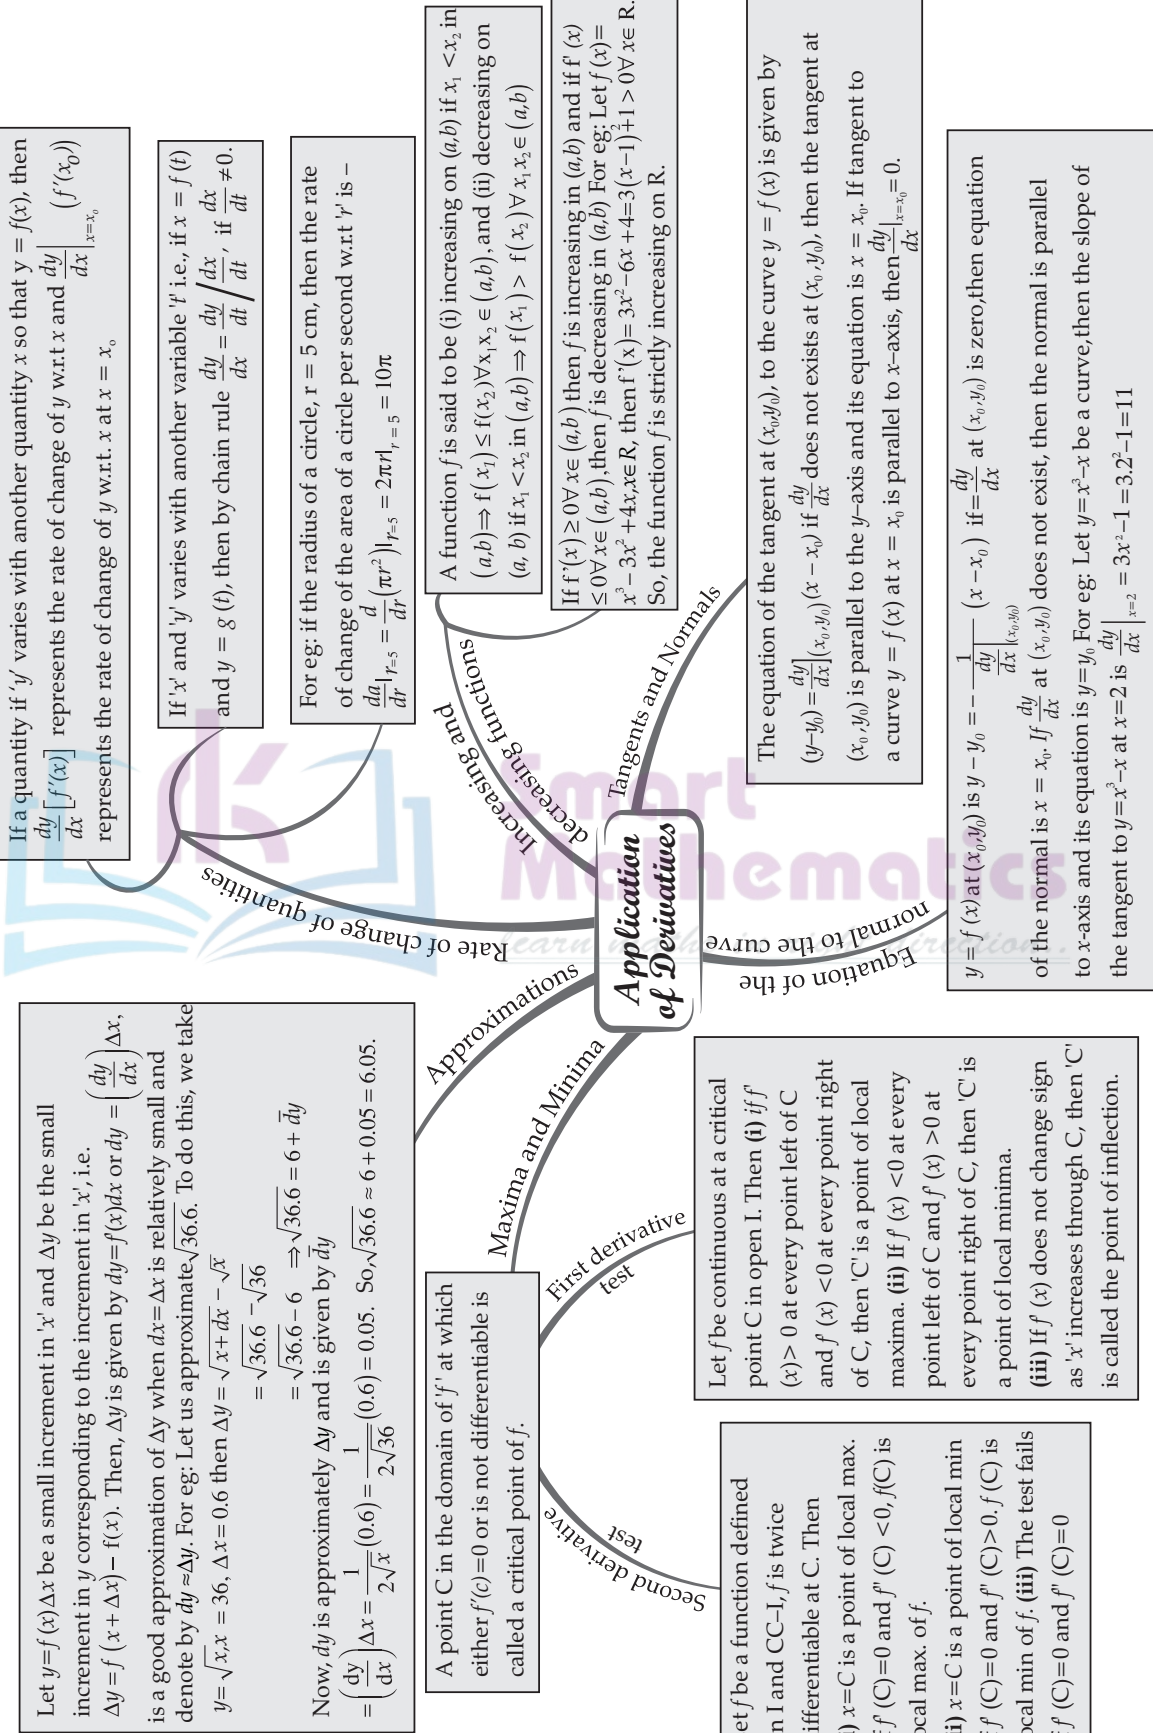 Application
of Derivatives
Rate of change of quantities
If a quantity if 'y' varies with another quantity x so that y = f(x), then
dy/dx [f'(x)] represents the rate of change of y w.r.t x and dy/dx|x=x₀ (f'(x₀))
represents the rate of change of y w.r.t. x at x = x₀
If 'x' and 'y' varies with another variable 't' i.e., if x = f(t)
and y = g (t), then by chain rule dy/dx = dy/dt / dx/dt , if dx/dt ≠0.
For eg: if the radius of a circle, r = 5 cm, then the rate
of change of the area of a circle per second w.r.t 'r' is –
da/dr|r=5 = d/dr(πr²)|r=5 = 2πr|r = 5 = 10π
Increasing and
decreasing functions
A function f is said to be (i) increasing on (a,b) if x₁ <x₂ in
(a,b)⇒ f(x₁) ≤ f(x₂)∀x₁x₂ ∈ (a,b), and (ii) decreasing on
(a, b) if x₁ <x₂ in (a,b) ⇒ f(x₁) > f(x₂)∀ x₁x₂∈ (a,b)
If f'(x) ≥0∀ x∈ (a,b) then f is increasing in (a,b) and if f' (x)
≤ 0∀x∈ (a,b),then f is decreasing in (a,b) For eg: Let f (x)=
x³– 3x² +4x,x∈R, then f'(x) = 3x²–6x +4=3(x–1)²+1 > 0∀ x∈ R.
So, the function f is strictly increasing on R.
Tangents and Normals
The equation of the tangent at (x₀,y₀), to the curve y = f (x) is given by
(y–y₀) = dy/dx](x₀,y₀)(x – x₀) if dy/dx does not exists at (x₀,y₀), then the tangent at
(x₀,y₀) is parallel to the y–axis and its equation is x = x₀. If tangent to
a curve y = f (x) at x = x₀ is parallel to x–axis, then dy/dx|x=x₀ = 0.
Equation of the
normal to the curve
y = f (x) at (x₀,y₀) is y – y₀ = – 1/(dy/dx|(x₀,y₀)) (x – x₀) if= dy/dx at (x₀,y₀) is zero,then equation
of the normal is x = x₀. If dy/dx at (x₀,y₀) does not exist, then the normal is parallel
to x-axis and its equation is y=y₀ For eg: Let y=x³–x be a curve,then the slope of
the tangent to y=x³–x at x=2 is dy/dx|x=2 = 3x²–1 = 3.2²–1=11
Approximations
Let y=f (x) Δx be a small increment in 'x' and Δy be the small
increment in y corresponding to the increment in 'x', i.e.
Δy = f (x + Δx)– f(x). Then, Δy is given by dy=f'(x)dx or dy = (dy/dx)Δx,
is a good approximation of Δy when dx=Δx is relatively small and
denote by dy ≈Δy. For eg: Let us approximate √36.6. To do this, we take
y= √x,x = 36, Δx= 0.6 then Δy = √x+dx – √x
= √36.6 – √36
= √36.6 – 6 ⇒ √36.6 = 6 + dy
Now, dy is approximately Δy and is given by dy
= (dy/dx)Δx = 1/2√x (0.6) = 1/2√36 (0.6) = 0.05. So, √36.6 ≈ 6 + 0.05 = 6.05.
Maxima and Minima
A point C in the domain of 'f' at which
either f'(c)=0 or is not differentiable is
called a critical point of f.
First derivative
test
Let f be continuous at a critical
point C in open I. Then (i) if f'
(x)> 0 at every point left of C
and f' (x) <0 at every point right
of C, then 'C' is a point of local
maxima. (ii) If f' (x) <0 at every
point left of C and f' (x) >0 at
every point right of C, then 'C' is
a point of local minima.
(iii) If f' (x) does not change sign
as 'x' increases through C, then 'C'
is called the point of inflection.
Second derivative
test
et f be a function defined
n I and CC–I, f is twice
ifferentiable at C. Then
) x=C is a point of local max.
f' (C)=0 and f'' (C) <0, f(C) is
ocal max. of f.
i) x=C is a point of local min
f' (C)=0 and f'' (C)>0. f (C) is
ocal min of f. (iii) The test fails
f' (C)=0 and f'' (C)=0
rk
Smart
Mathematics